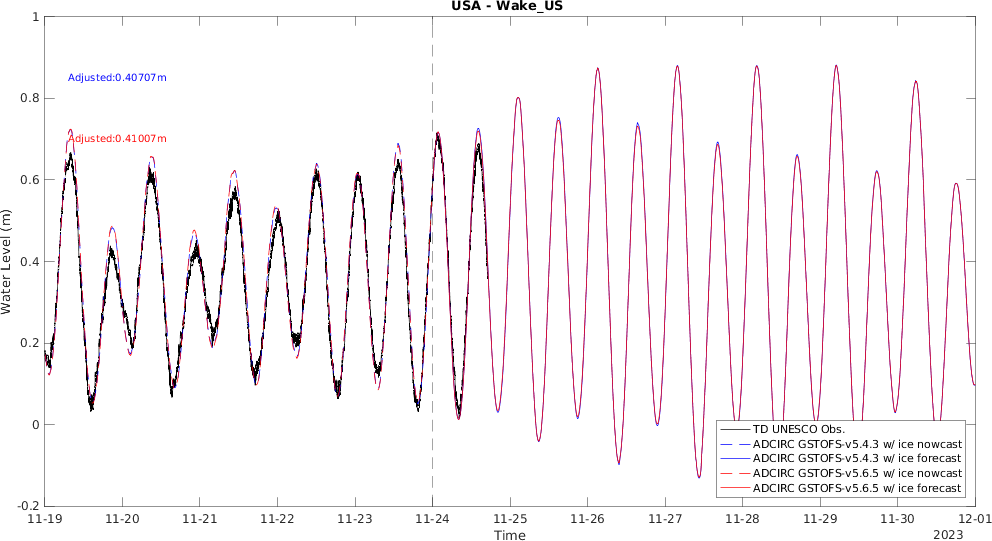 USA - Wake_US
1
0.8
0.6
0.4
0.2
0
-0.2
Water Level (m)
Adjusted:0.40707m
Adjusted:0.41007m
TD UNESCO Obs.
ADCIRC GSTOFS-v5.4.3 w/ ice nowcast
ADCIRC GSTOFS-v5.4.3 w/ ice forecast
ADCIRC GSTOFS-v5.6.5 w/ ice nowcast
ADCIRC GSTOFS-v5.6.5 w/ ice forecast
11-19 11-20 11-21 11-22 11-23 11-24 11-25 11-26 11-27 11-28 11-29 11-30 12-01
Time
2023